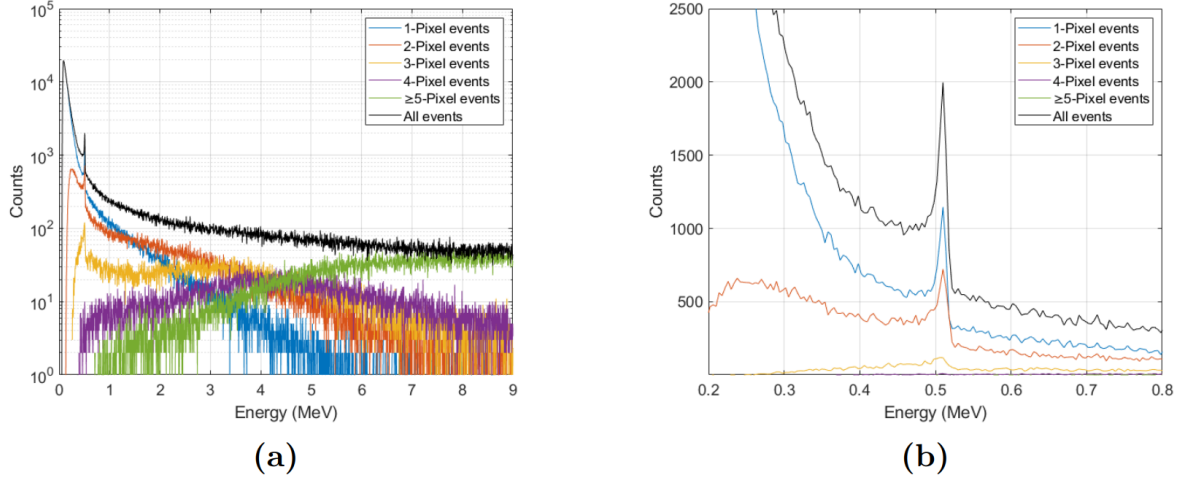 10^5
10^4
10^3
10^2
10^1
10^0
Counts
0 1 2 3 4 5 6 7 8 9
Energy (MeV)
1-Pixel events
2-Pixel events
3-Pixel events
4-Pixel events
≥5-Pixel events
All events
(a)
2500
2000
1500
1000
500
Counts
0.2 0.3 0.4 0.5 0.6 0.7 0.8
Energy (MeV)
1-Pixel events
2-Pixel events
3-Pixel events
4-Pixel events
≥5-Pixel events
All events
(b)